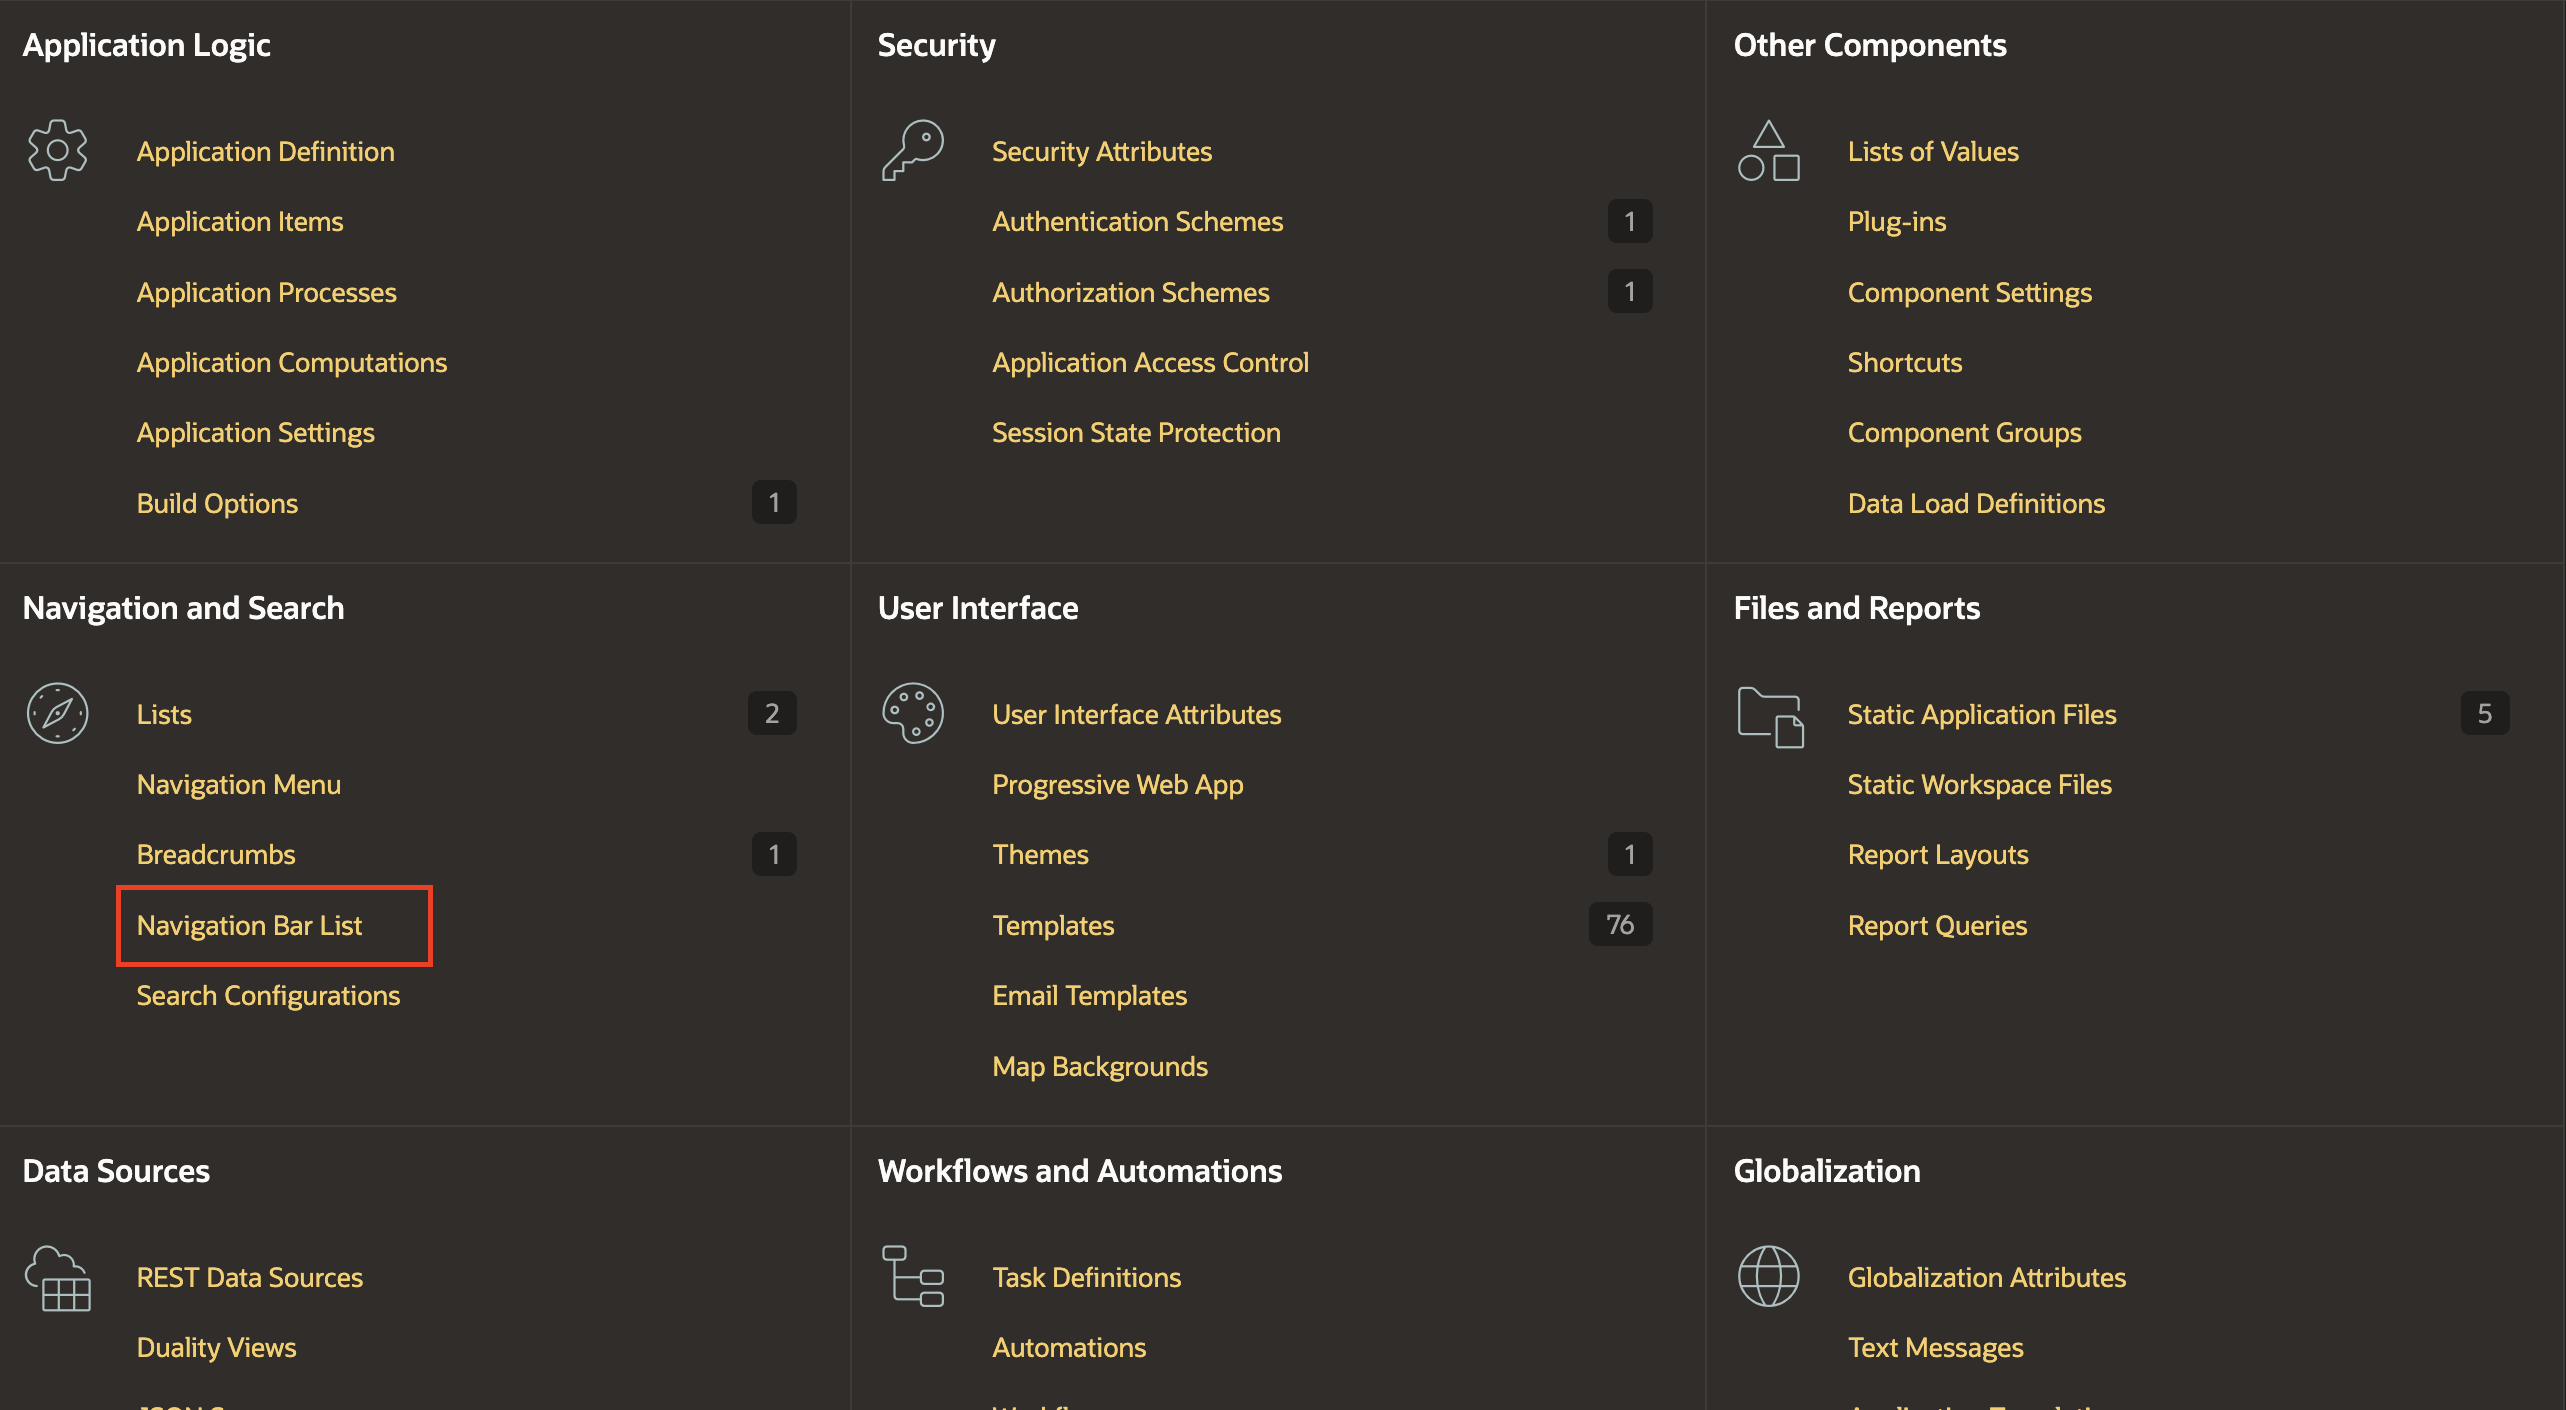 Application Logic
Application Definition
Application Items
Application Processes
Application Computations
Application Settings
Build Options 1
Security
Security Attributes
Authentication Schemes 1
Authorization Schemes 1
Application Access Control
Session State Protection
Other Components
Lists of Values
Plug-ins
Component Settings
Shortcuts
Component Groups
Data Load Definitions
Navigation and Search
Lists 2
Navigation Menu
Breadcrumbs 1
Navigation Bar List
Search Configurations
User Interface
User Interface Attributes
Progressive Web App
Themes 1
Templates 76
Email Templates
Map Backgrounds
Files and Reports
Static Application Files 5
Static Workspace Files
Report Layouts
Report Queries
Data Sources
REST Data Sources
Duality Views
Workflows and Automations
Task Definitions
Automations
Globalization
Globalization Attributes
Text Messages